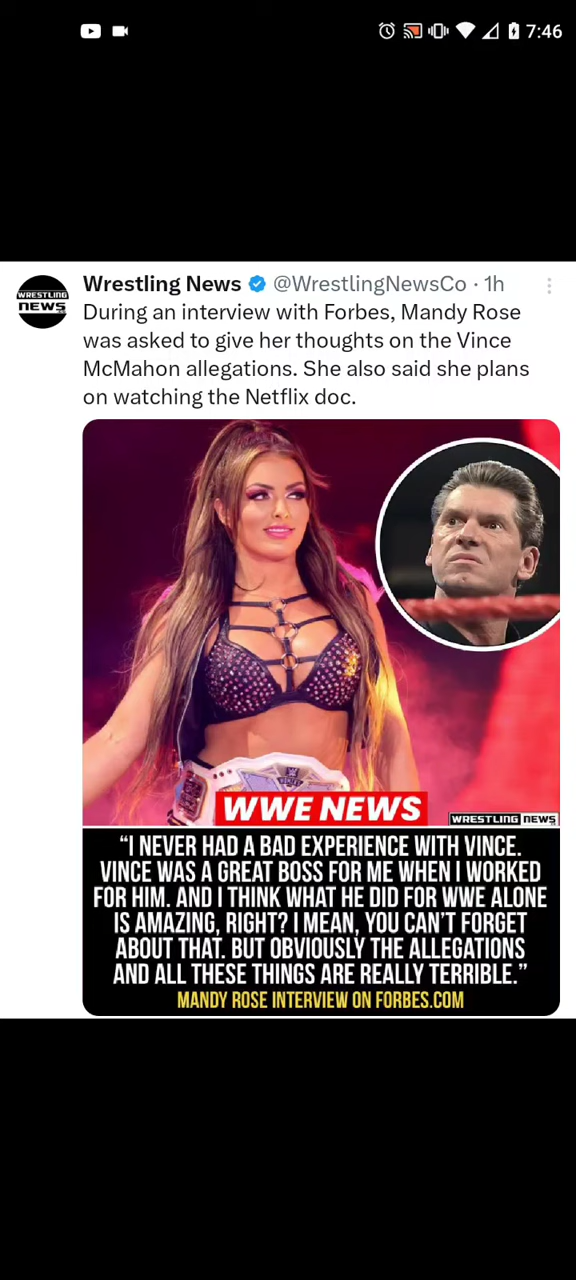 7:46
WRESTLING
NEWS
Wrestling News @WrestlingNewsCo · 1h
During an interview with Forbes, Mandy Rose
was asked to give her thoughts on the Vince
McMahon allegations. She also said she plans
on watching the Netflix doc.
WWE NEWS
WRESTLING NEWS
“I NEVER HAD A BAD EXPERIENCE WITH VINCE.
VINCE WAS A GREAT BOSS FOR ME WHEN I WORKED
FOR HIM. AND I THINK WHAT HE DID FOR WWE ALONE
IS AMAZING, RIGHT? I MEAN, YOU CAN'T FORGET
ABOUT THAT. BUT OBVIOUSLY THE ALLEGATIONS
AND ALL THESE THINGS ARE REALLY TERRIBLE.”
MANDY ROSE INTERVIEW ON FORBES.COM